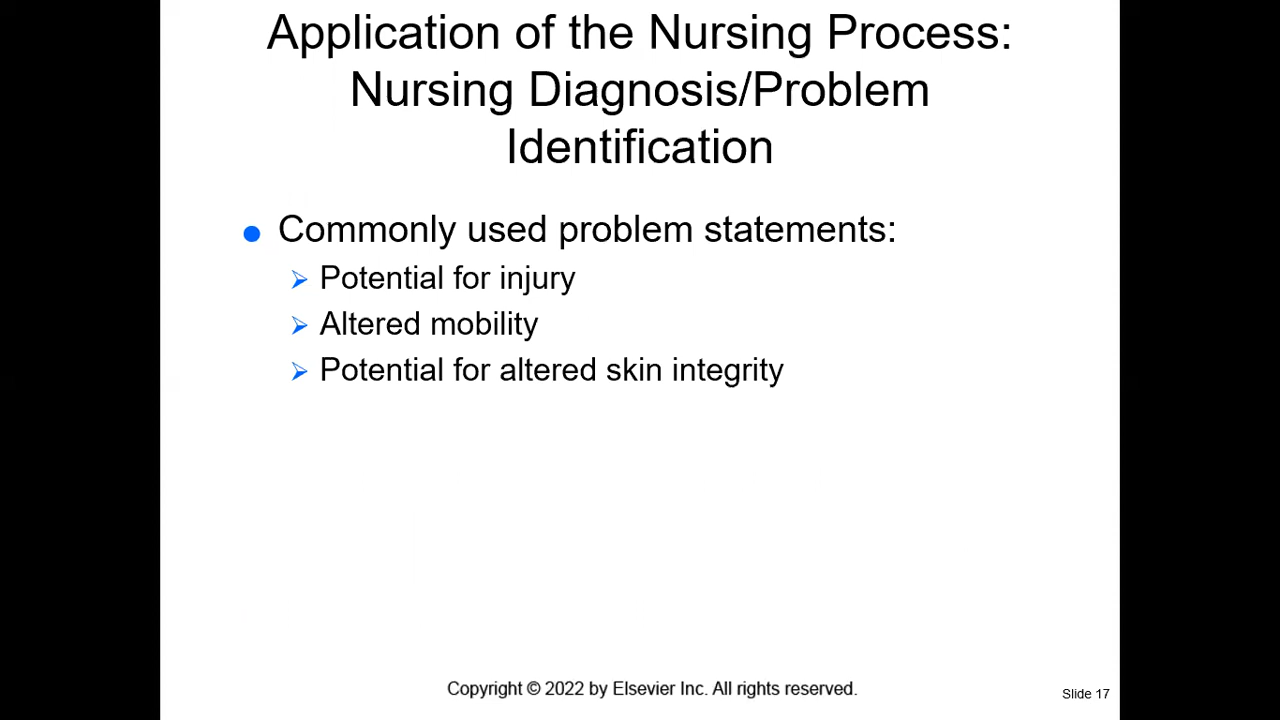 Application of the Nursing Process:
Nursing Diagnosis/Problem
Identification
Commonly used problem statements:
Potential for injury
Altered mobility
Potential for altered skin integrity
Copyright © 2022 by Elsevier Inc. All rights reserved.
Slide 17